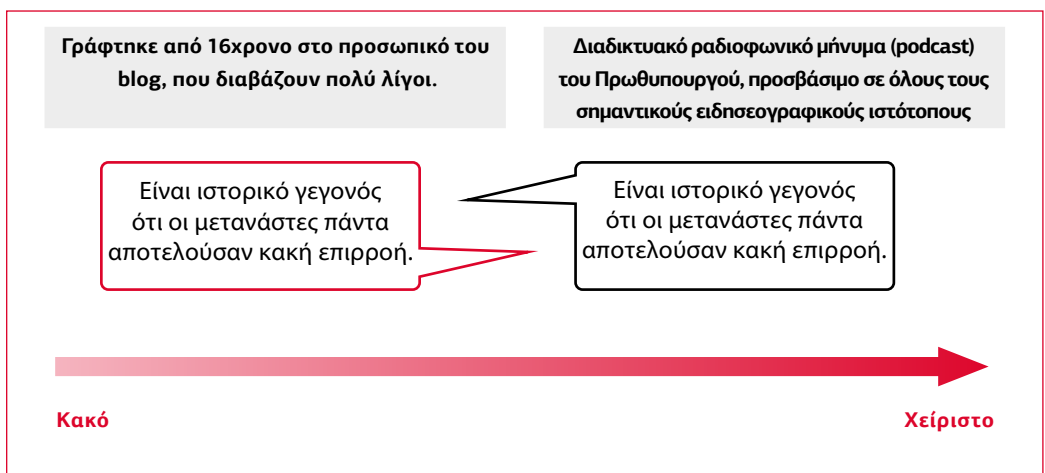 Γράφτηκε από 16χρονο στο προσωπικό του
blog, που διαβάζουν πολύ λίγοι.
Διαδικτυακό ραδιοφωνικό μήνυμα (podcast)
του Πρωθυπουργού, προσβάσιμο σε όλους τους
σημαντικούς ειδησεογραφικούς ιστότοπους
Είναι ιστορικό γεγονός
ότι οι μετανάστες πάντα
αποτελούσαν κακή επιρροή.
Είναι ιστορικό γεγονός
ότι οι μετανάστες πάντα
αποτελούσαν κακή επιρροή.
Κακό
Χείριστο